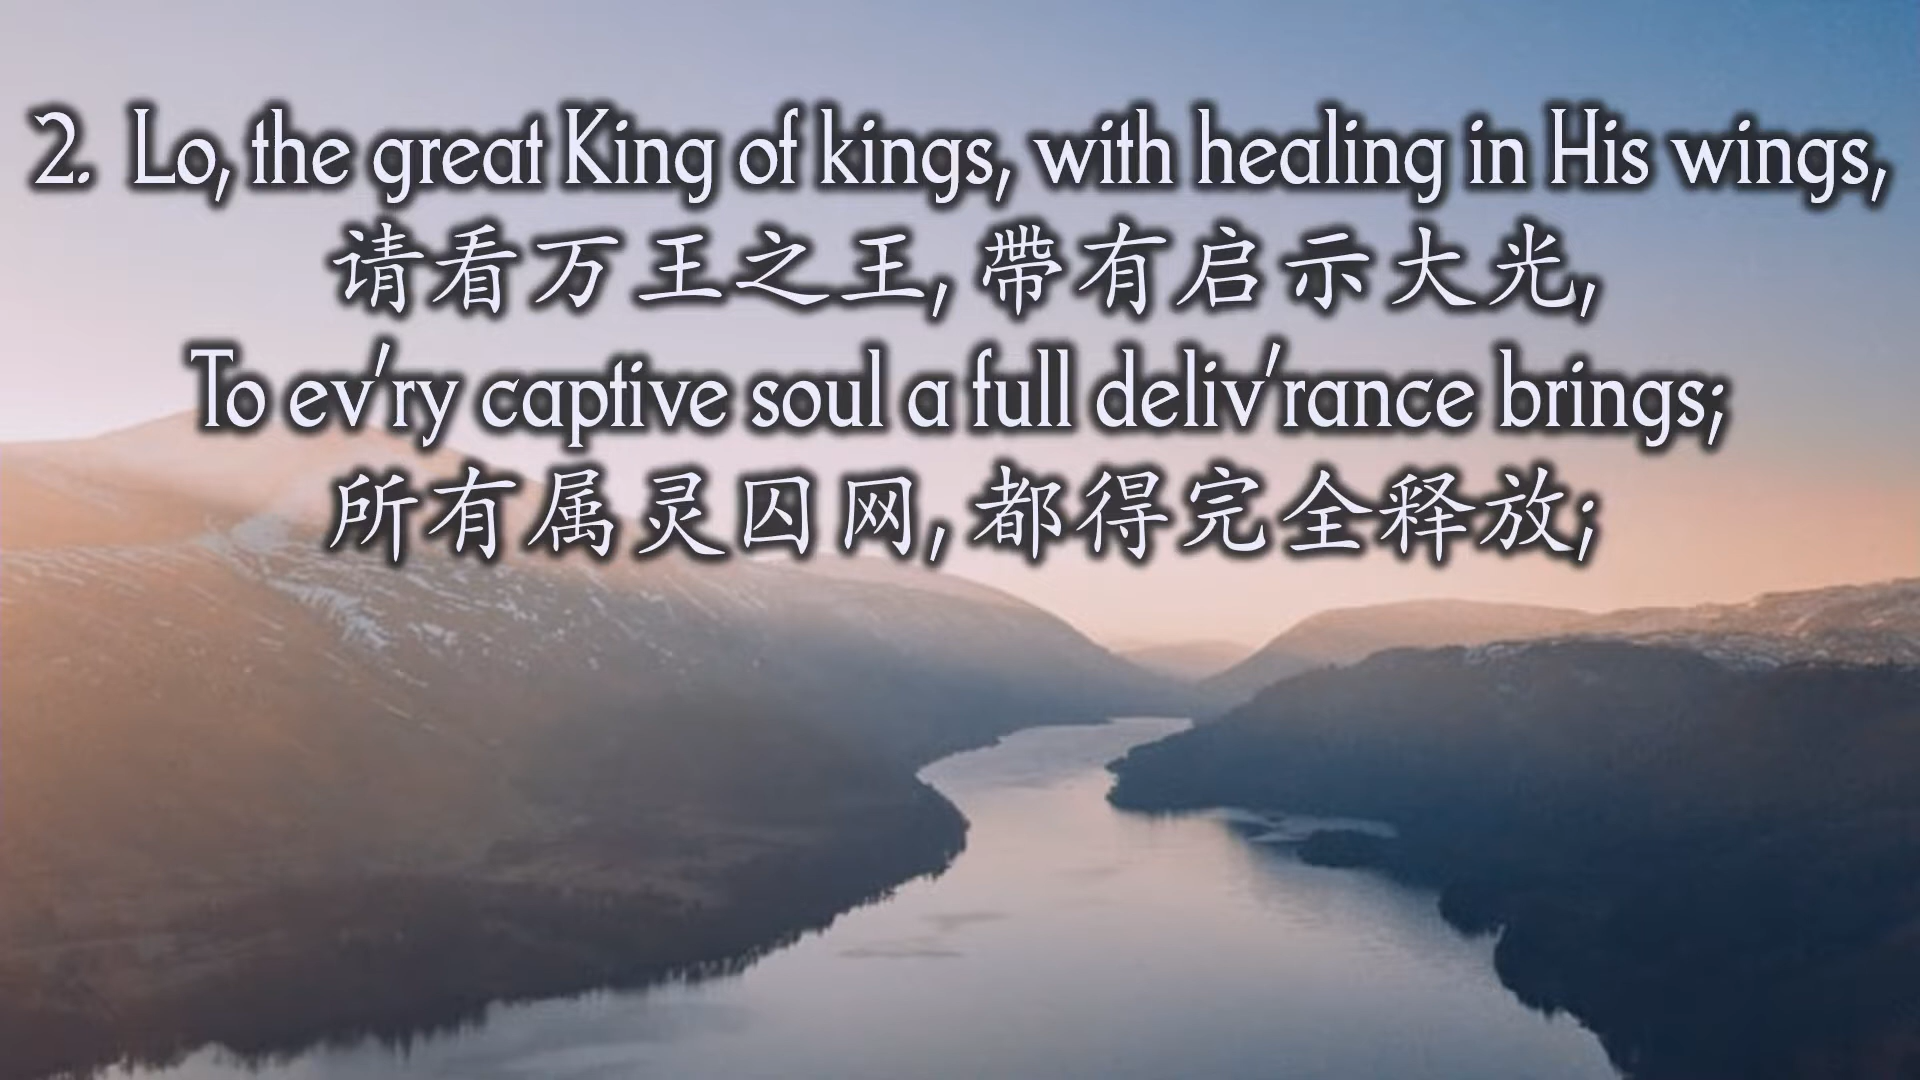 2. Lo, the great King of kings, with healing in His wings,
请看万王之王, 帶有启示大光,
To ev'ry captive soul a full deliv'rance brings;
所有属灵囚网, 都得完全释放;